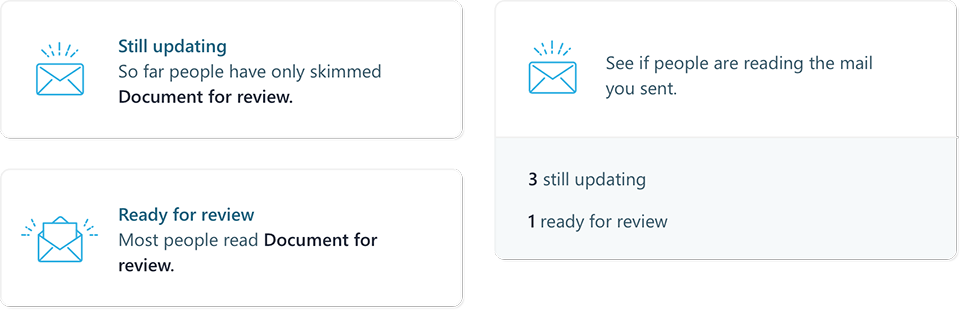 Still updating
So far people have only skimmed
Document for review.
Ready for review
Most people read Document for
review.
See if people are reading the mail
you sent.
3 still updating
1 ready for review